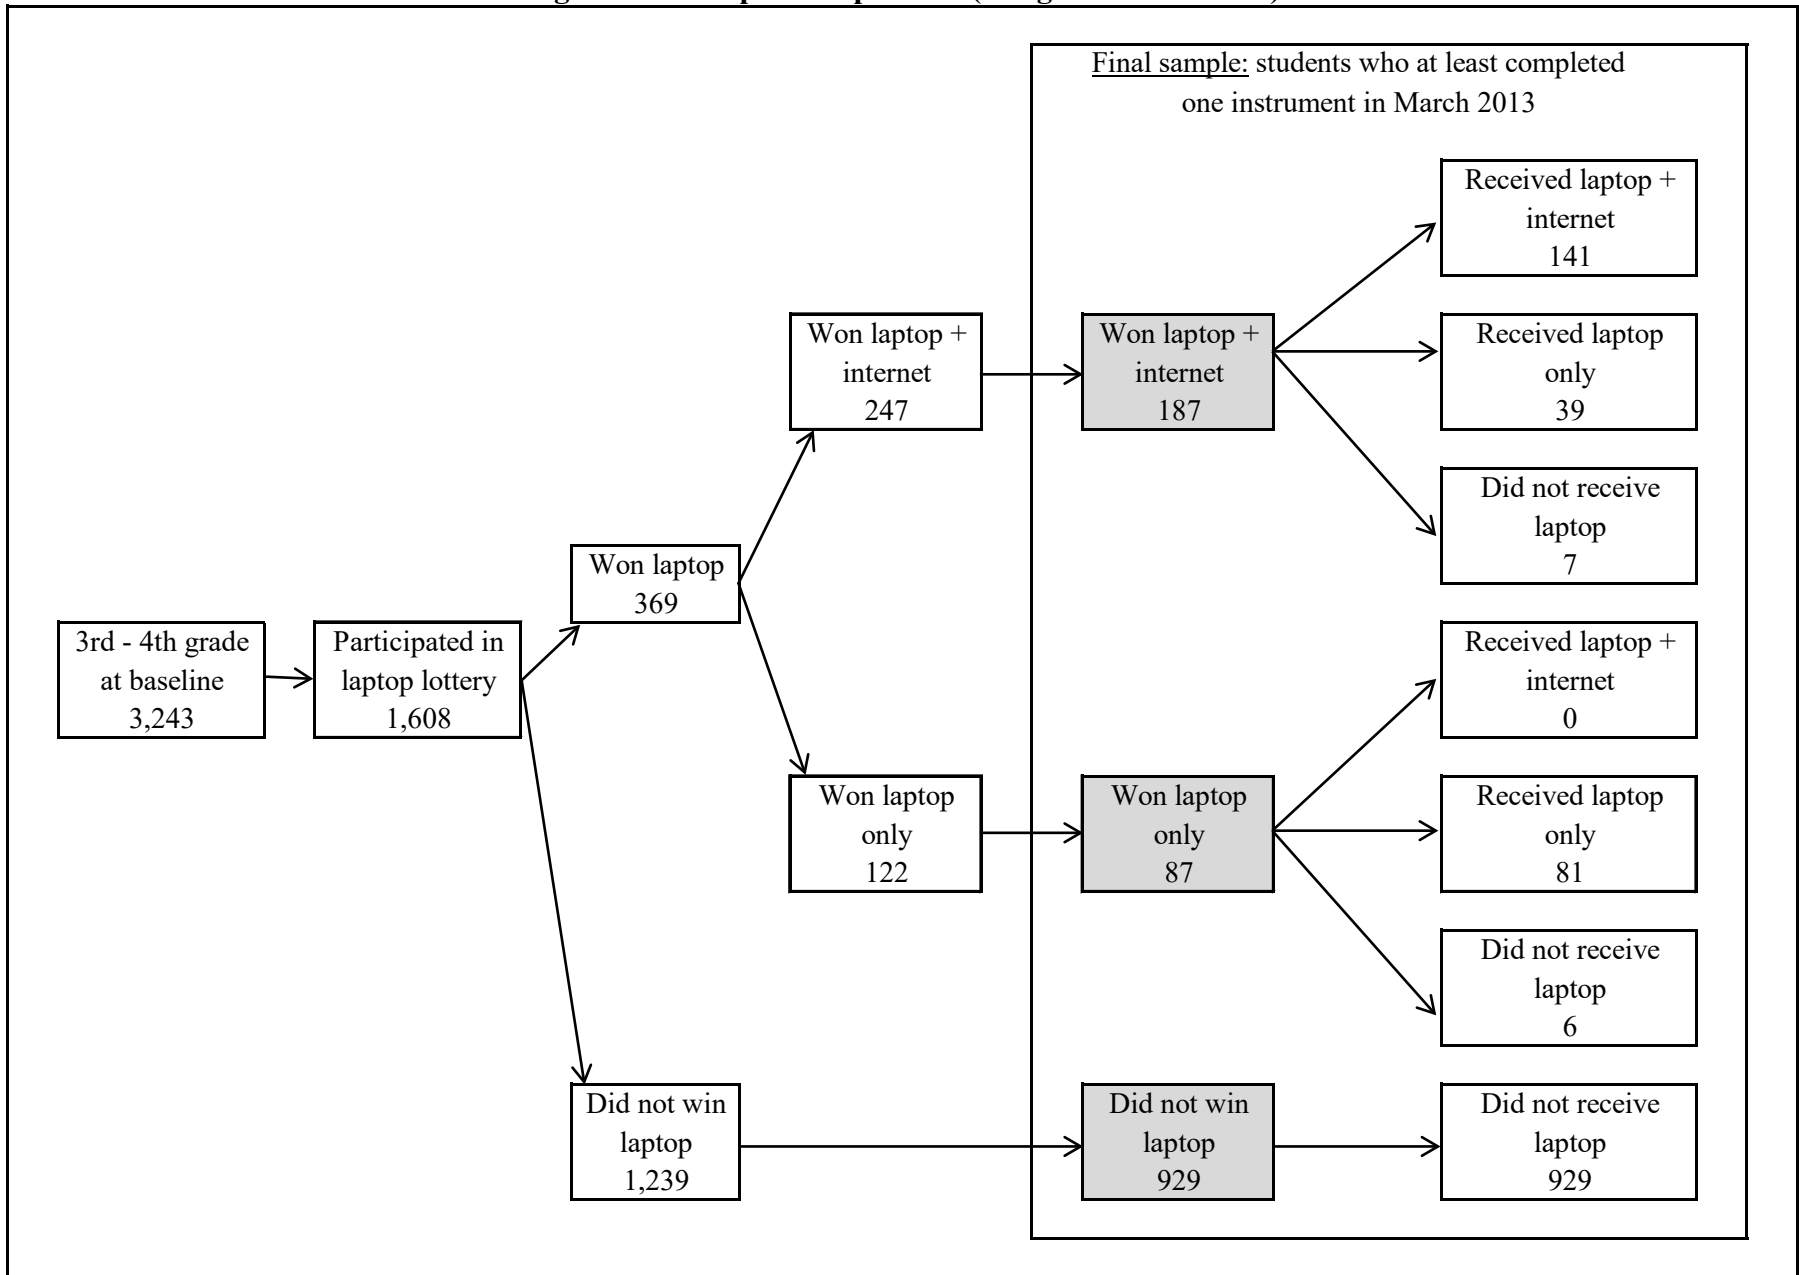 Final sample: students who at least completed
one instrument in March 2013
Received laptop +
internet
141
Won laptop +
internet
247
Won laptop +
internet
187
Received laptop
only
39
Did not receive
laptop
7
Won laptop
369
3rd - 4th grade
at baseline
3,243
Participated in
laptop lottery
1,608
Received laptop +
internet
0
Won laptop
only
122
Won laptop
only
87
Received laptop
only
81
Did not receive
laptop
6
Did not win
laptop
1,239
Did not win
laptop
929
Did not receive
laptop
929